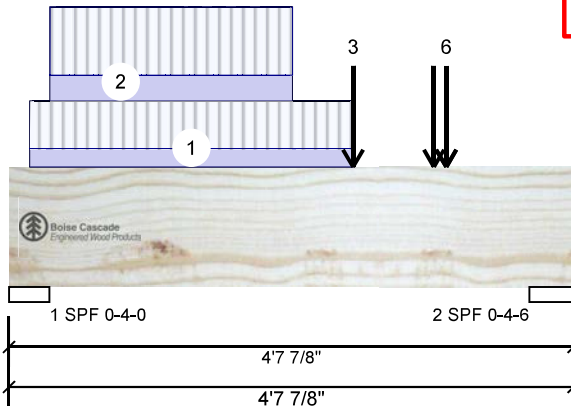 3
6
2
1
Boise Cascade
Engineered Wood Products
1 SPF 0-4-0
2 SPF 0-4-6
4'7 7/8"
4'7 7/8"